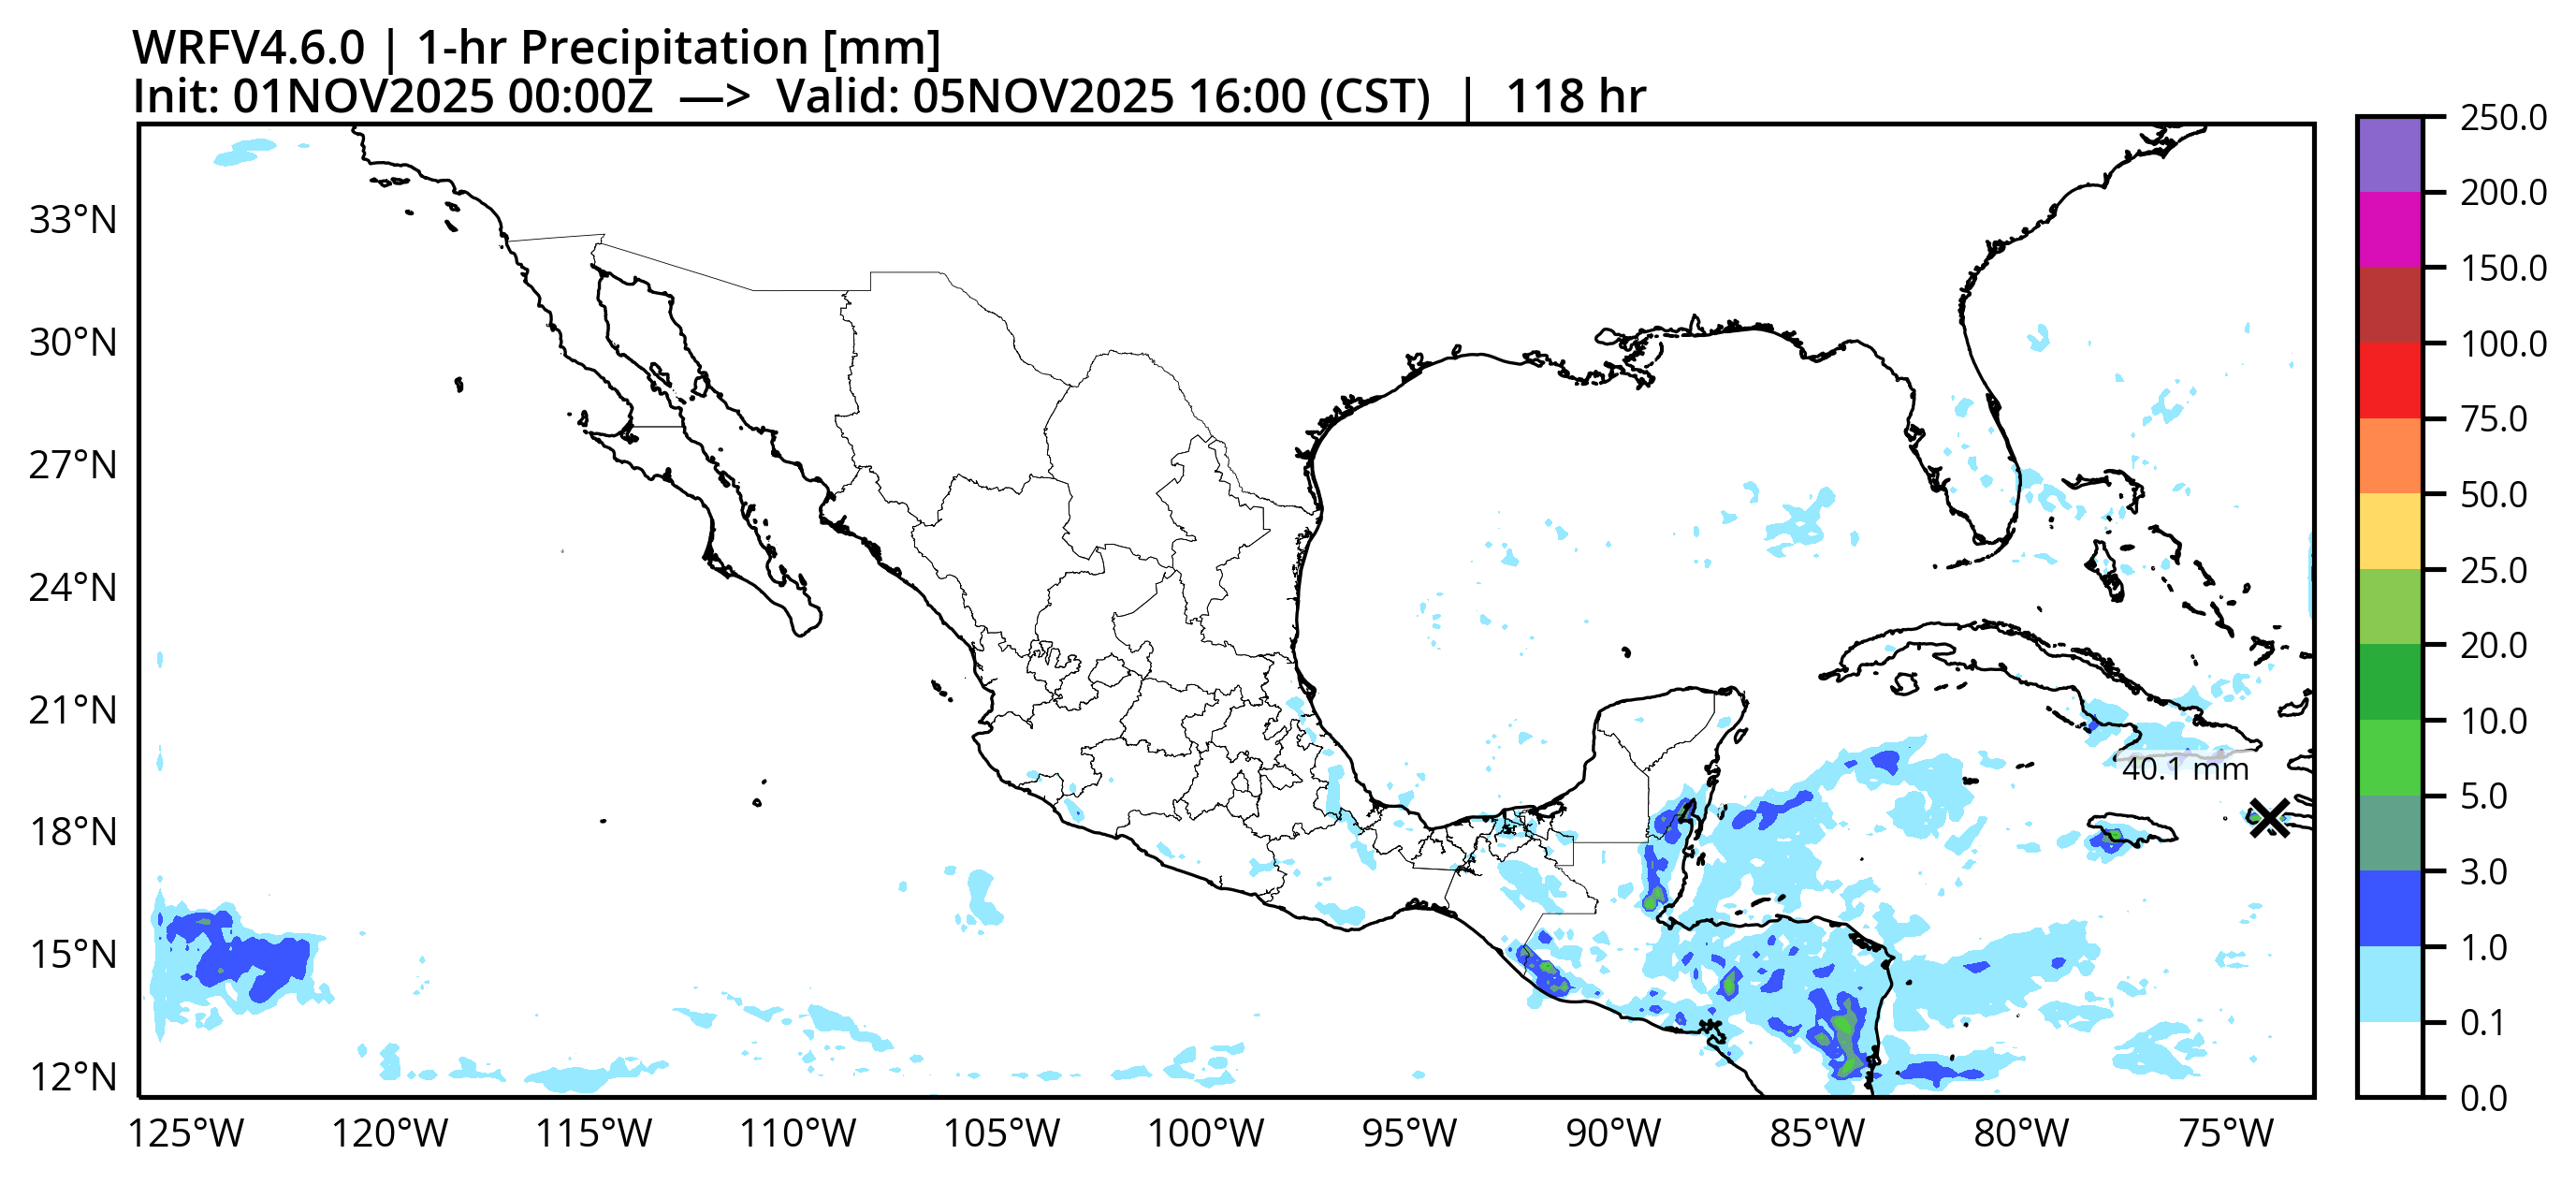 WRFV4.6.0 | 1-hr Precipitation [mm]
Init: 01NOV2025 00:00Z —> Valid: 05NOV2025 16:00 (CST) | 118 hr
33°N
30°N
27°N
24°N
21°N
18°N
15°N
12°N
125°W
120°W
115°W
110°W
105°W
100°W
95°W
90°W
85°W
80°W
75°W
40.1 mm
250.0
200.0
150.0
100.0
75.0
50.0
25.0
20.0
10.0
5.0
3.0
1.0
0.1
0.0